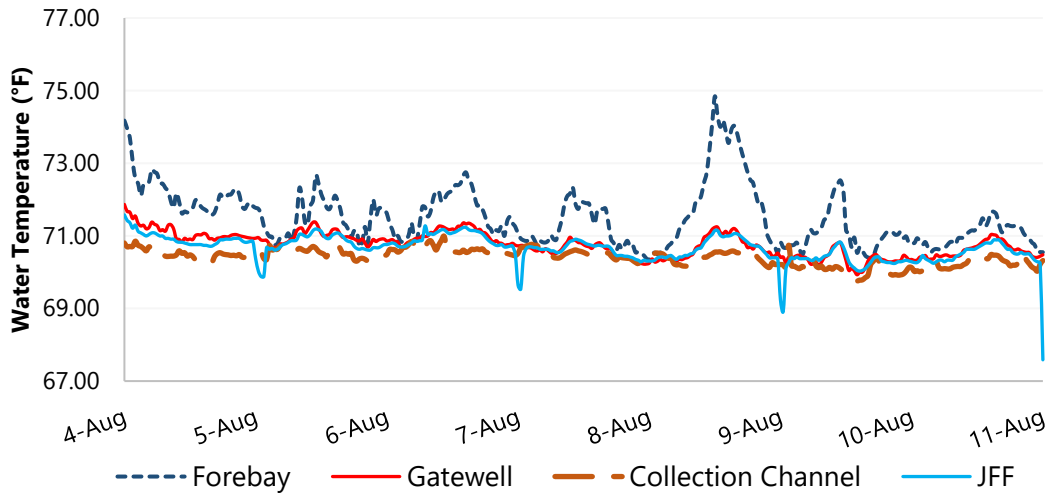 Water Temperature (°F)
77.00
75.00
73.00
71.00
69.00
67.00
4-Aug
5-Aug
6-Aug
7-Aug
8-Aug
9-Aug
10-Aug
11-Aug
Forebay
Gatewell
Collection Channel
JFF